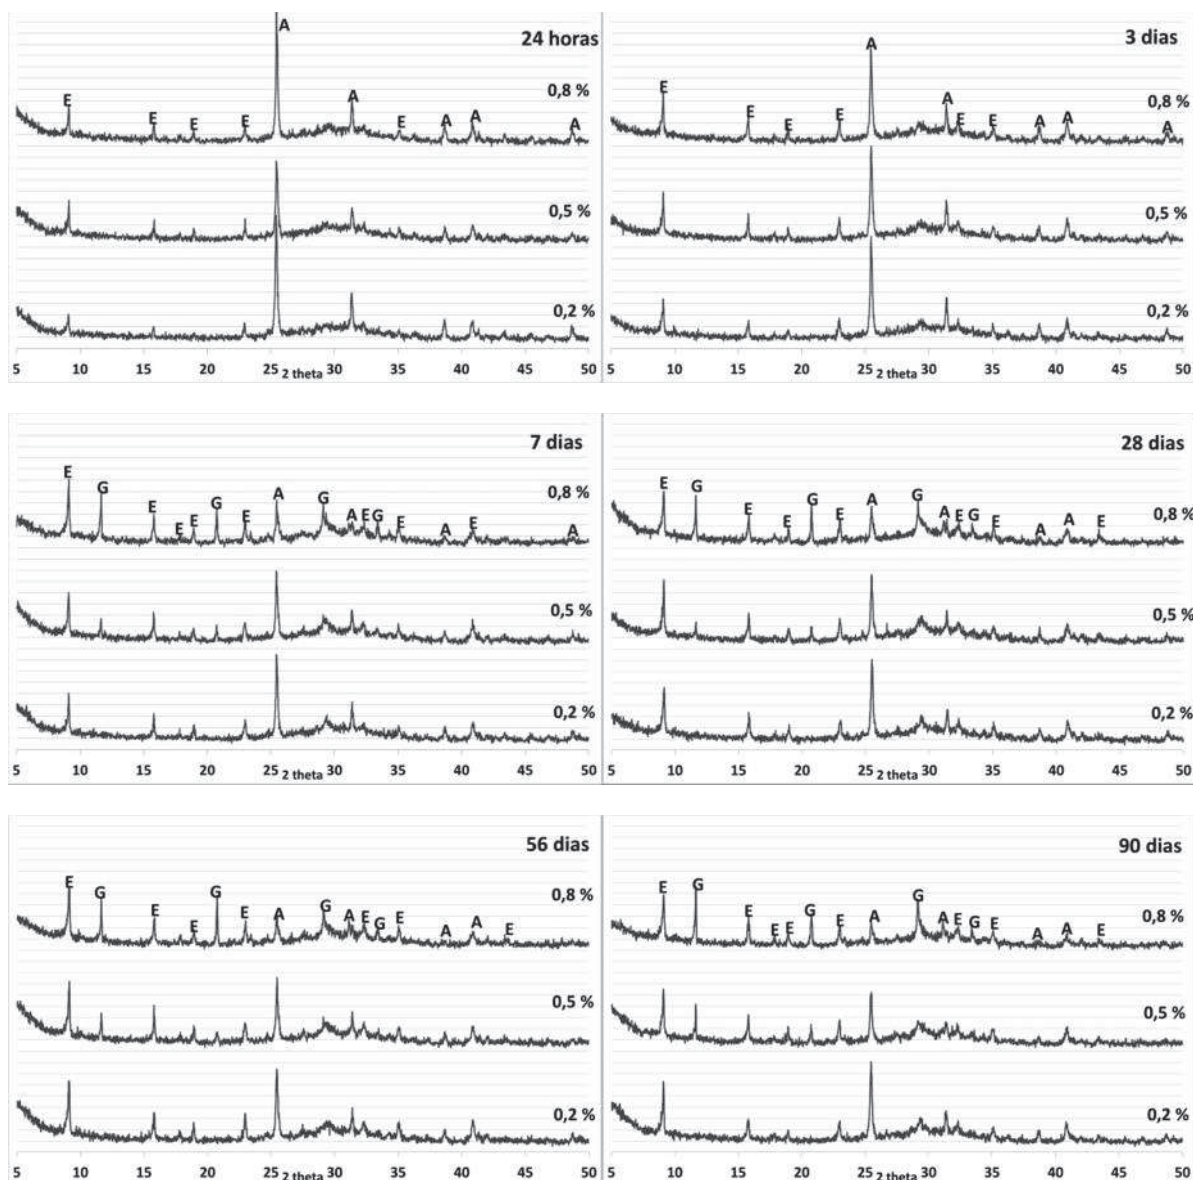 24 horas
A
0,8 %
E E E E A E A A A
0,5 %
0,2 %
5 10 15 20 25 30 35 40 45 50
2 theta
3 dias
A
0,8 %
E E E E A E E A A A
0,5 %
0,2 %
5 10 15 20 25 30 35 40 45 50
2 theta
7 dias
0,8 %
E G E E E G E A G A E G E A E A
0,5 %
0,2 %
5 10 15 20 25 30 35 40 45 50
2 theta
28 dias
0,8 %
E G E E G E A G A E G E A A E
0,5 %
0,2 %
5 10 15 20 25 30 35 40 45 50
2 theta
56 dias
0,8 %
E G E E G E A G A E G E A A E
0,5 %
0,2 %
5 10 15 20 25 30 35 40 45 50
2 theta
90 dias
0,8 %
E G E E E G E A G A E G E A A E
0,5 %
0,2 %
5 10 15 20 25 30 35 40 45 50
2 theta